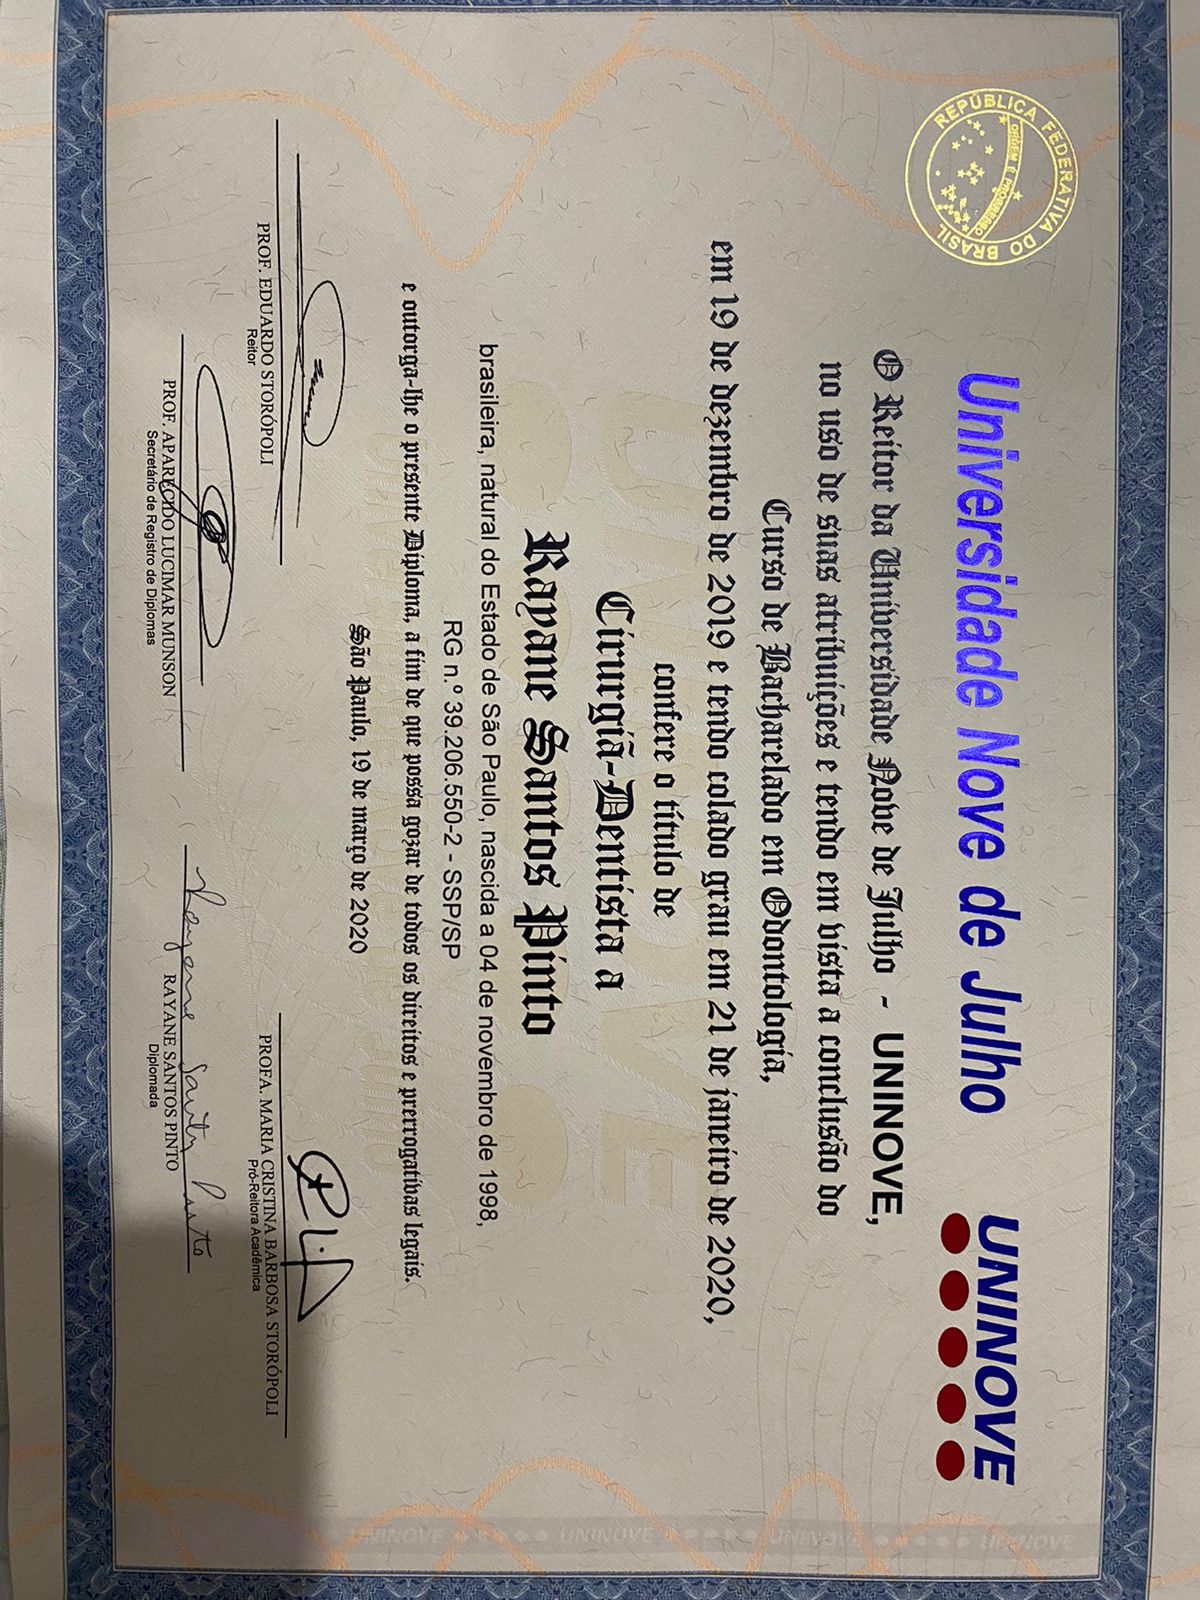 REPÚBLICA FEDERATIVA DO BRASIL
ORDEM E PROGRESSO
Universidade Nove de Julho
UNINOVE
O Reitor da Universidade Nove de Julho - UNINOVE,
no uso de suas atribuições e tendo em vista a conclusão do
Curso de Bacharelado em Odontologia,
em 19 de dezembro de 2019 e tendo colado grau em 21 de janeiro de 2020,
confere o título de
Cirurgiã-Dentista a
Rayane Santos Pinto
brasileira, natural do Estado de São Paulo, nascida a 04 de novembro de 1998,
RG n.º 39.206.550-2 - SSP/SP
e outorga-lhe o presente Diploma, a fim de que possa gozar de todos os direitos e prerrogativas legais.
São Paulo, 19 de março de 2020
PROF. EDUARDO STORÓPOLI
Reitor
PROFA. MARIA CRISTINA BARBOSA STORÓPOLI
Pró-Reitora Acadêmica
PROF. APARECIDO LUCIMAR MUNSON
Secretário de Registro de Diplomas
Rayane Santos Pinto
RAYANE SANTOS PINTO
Diplomada
UNINOVE UNINOVE UNINOVE UNINOVE